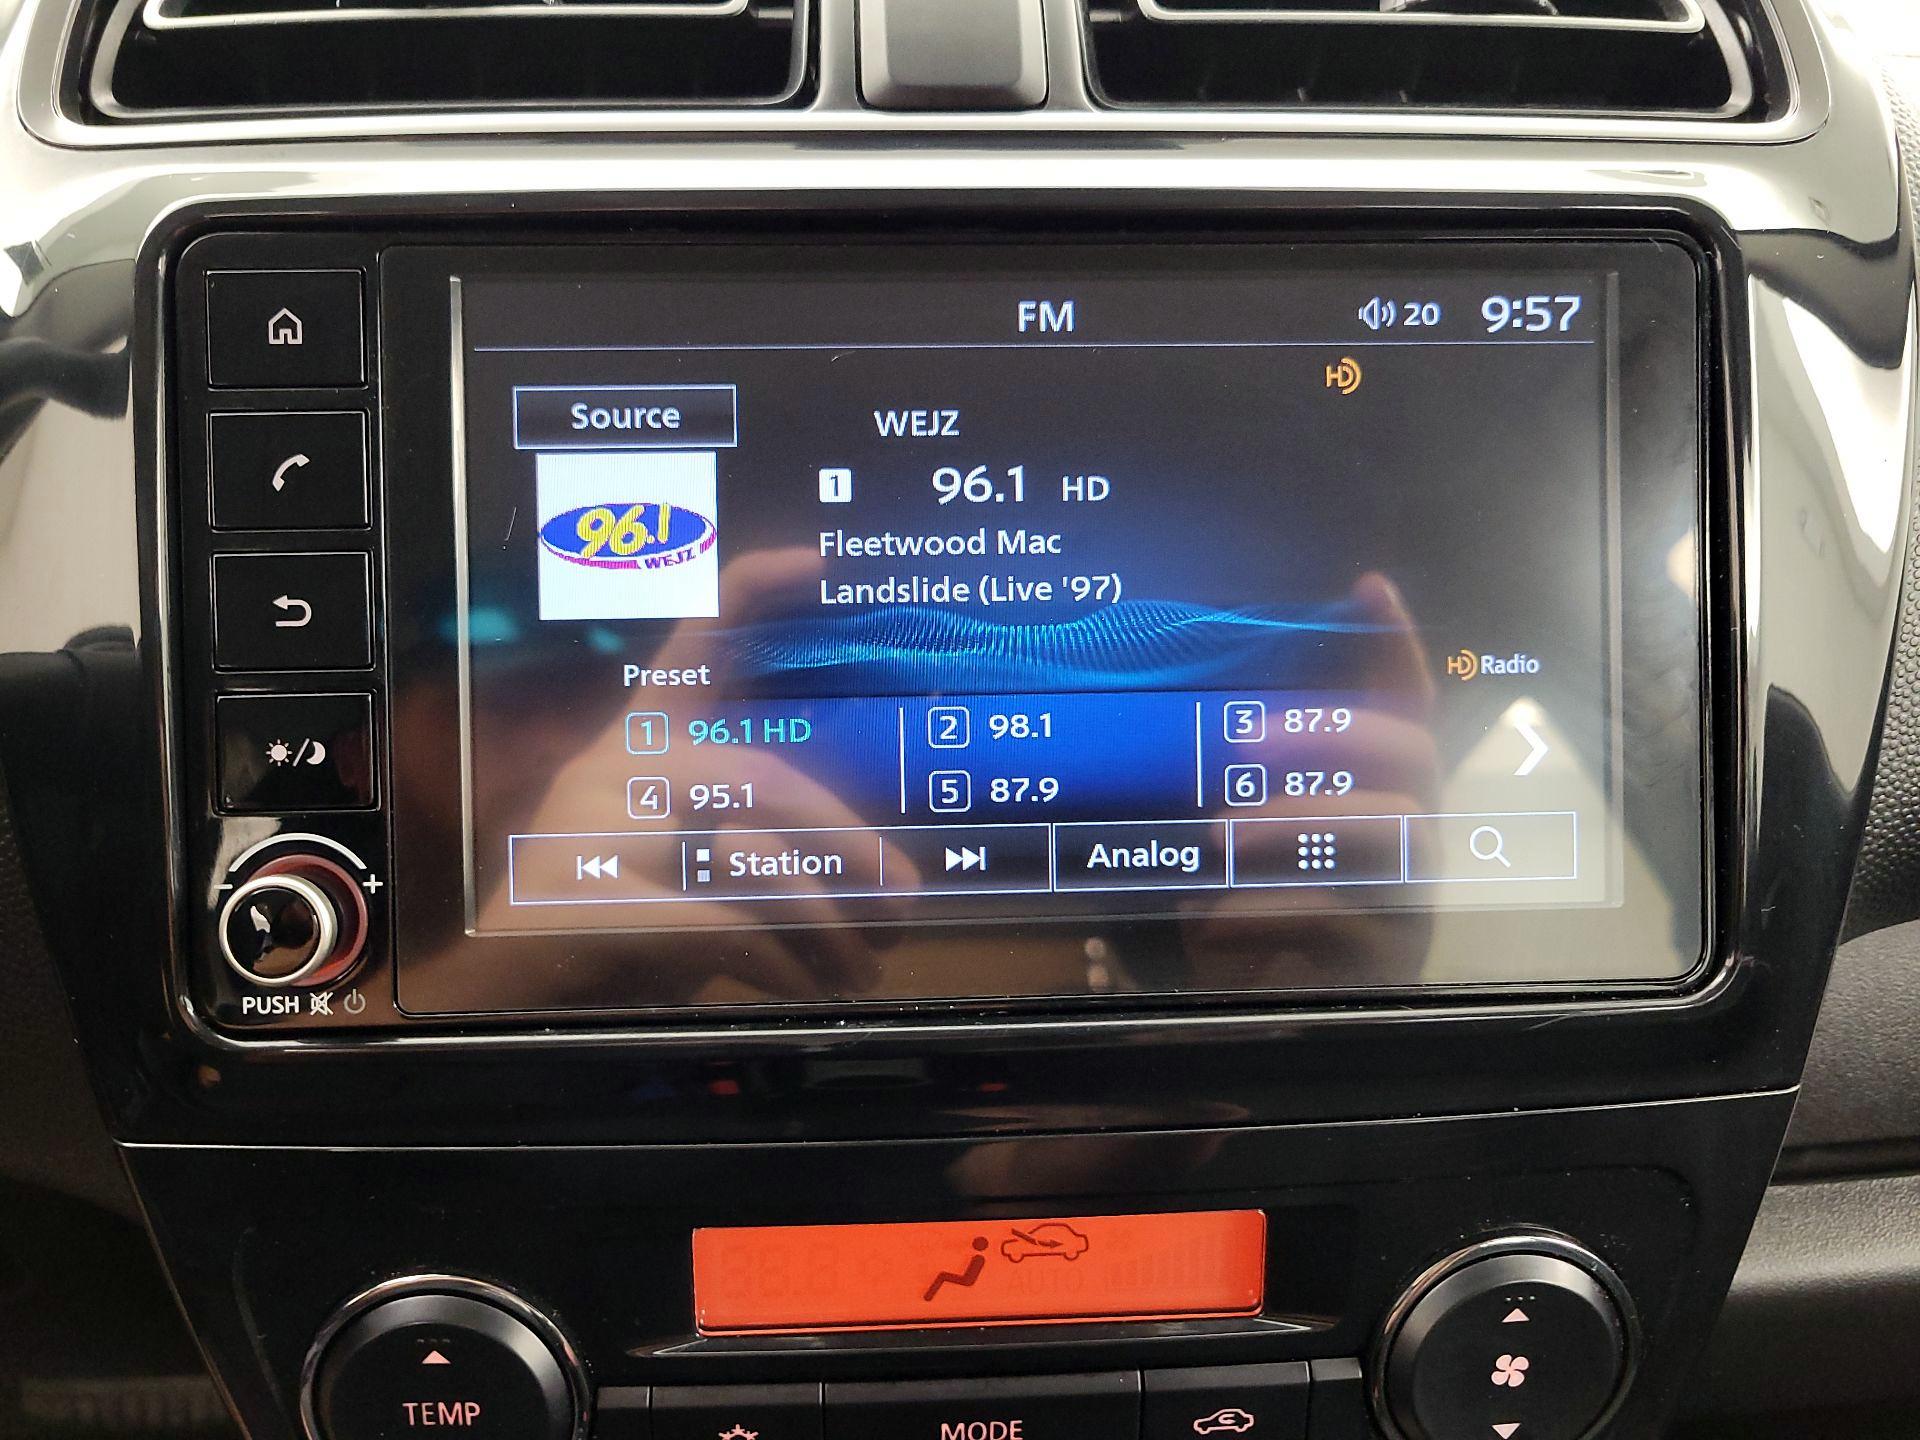 FM
20 9:57
HD
Source
WEJZ
1 96.1 HD
96.1
WEJZ
Fleetwood Mac
Landslide (Live '97)
Preset
HD Radio
1 96.1 HD
2 98.1
3 87.9
4 95.1
5 87.9
6 87.9
Station
Analog
- +
PUSH
AUTO
TEMP
MODE